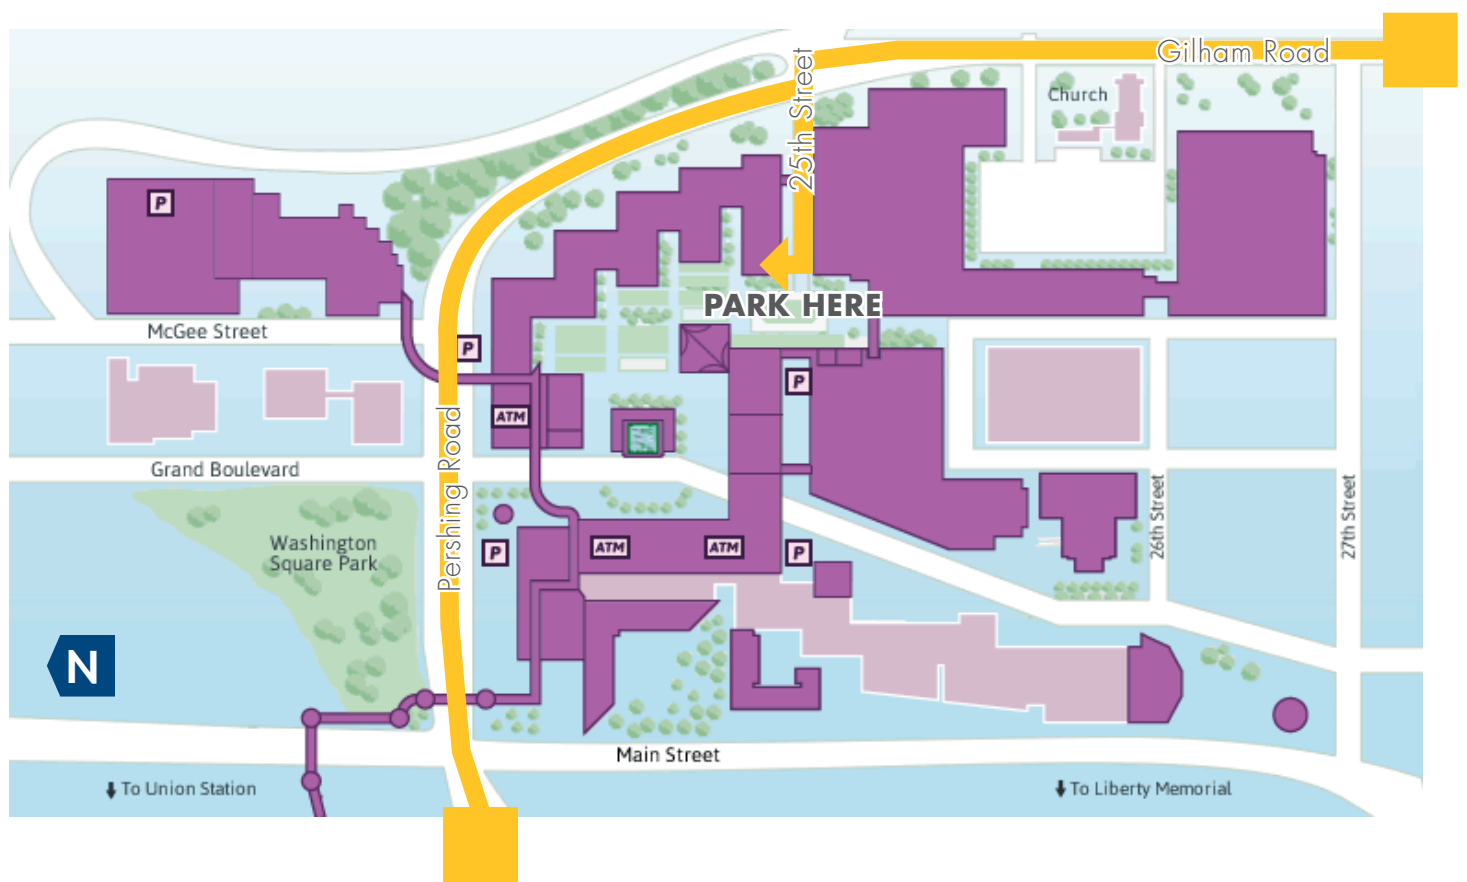 Gilham Road
25th Street
Church
P
PARK HERE
McGee Street
P
P
ATM
Pershing Road
Grand Boulevard
26th Street
27th Street
Washington
Square Park
P
ATM
ATM
P
N
Main Street
To Union Station
To Liberty Memorial